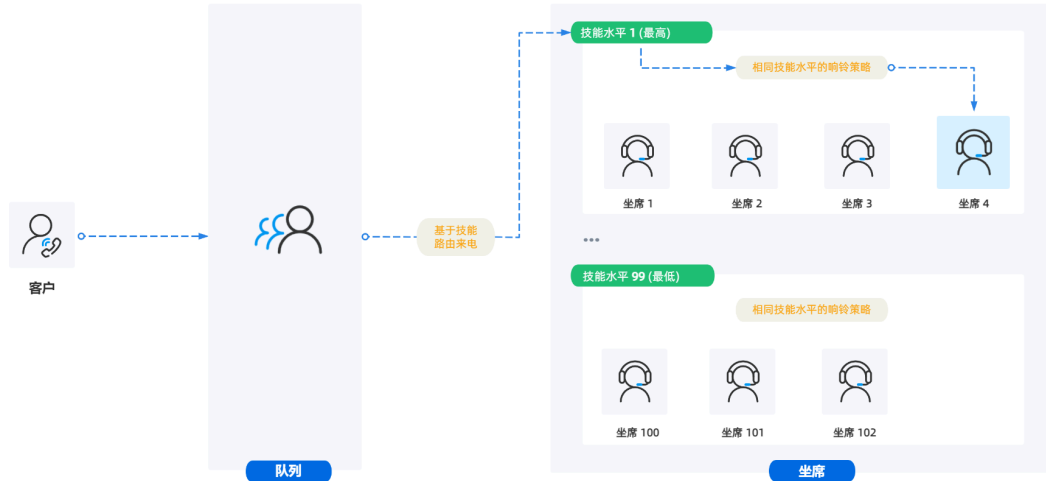 技能水平 1 (最高)
相同技能水平的响铃策略
坐席 1
坐席 2
坐席 3
坐席 4
客户
基于技能
路由来电
...
技能水平 99 (最低)
相同技能水平的响铃策略
坐席 100
坐席 101
坐席 102
队列
坐席